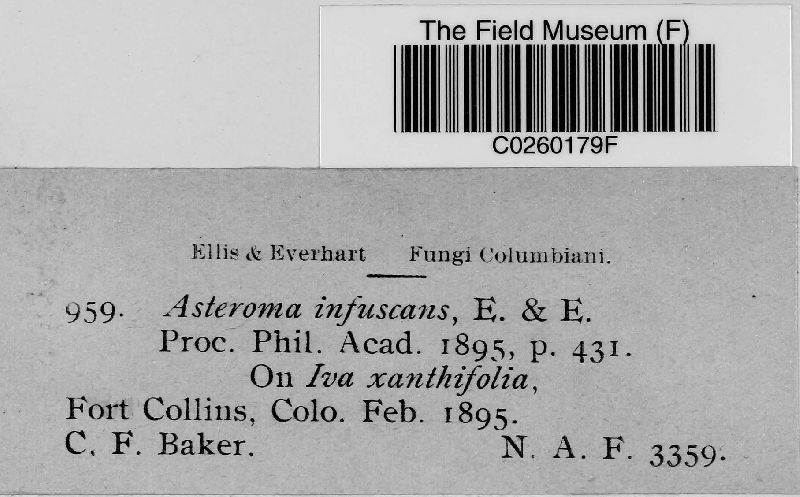 The Field Museum (F)
C0260179F
Ellis & Everhart Fungi Columbiani.
959. Asteroma infuscans, E. & E.
Proc. Phil. Acad. 1895, p. 431.
On Iva xanthifolia,
Fort Collins, Colo. Feb. 1895.
C. F. Baker. N. A. F. 3359.